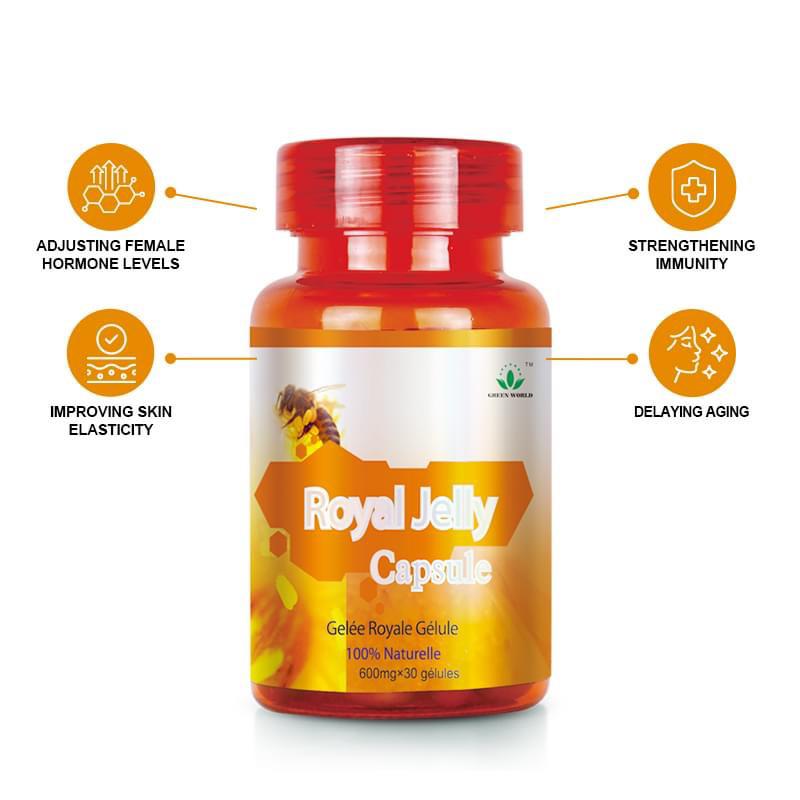 ADJUSTING FEMALE
HORMONE LEVELS
STRENGTHENING
IMMUNITY
IMPROVING SKIN
ELASTICITY
DELAYING AGING
TM
GREEN WORLD
Royal Jelly
Capsule
Gelée Royale Gélule
100% Naturelle
600mg×30 gélules